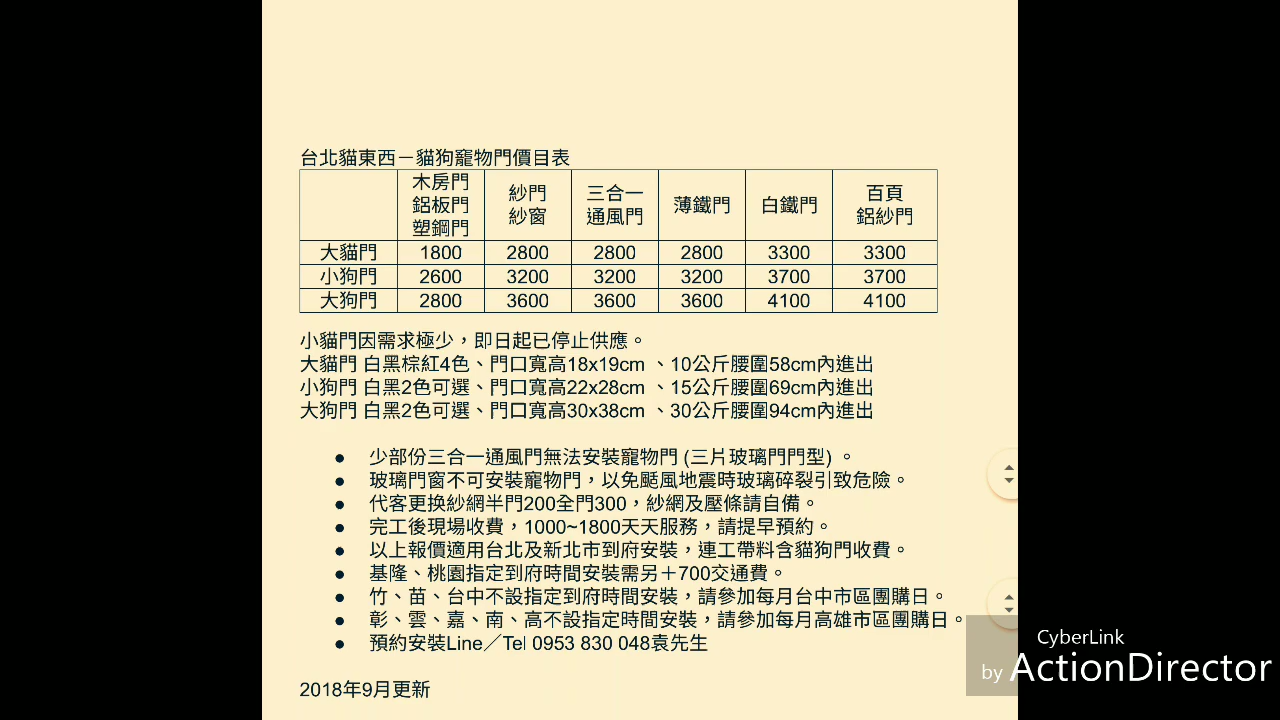 台北貓東西－貓狗寵物門價目表
木房門 鋁板門 塑鋼門 紗門 紗窗 三合一 通風門 薄鐵門 白鐵門 百頁 鋁紗門
大貓門 1800 2800 2800 2800 3300 3300
小狗門 2600 3200 3200 3200 3700 3700
大狗門 2800 3600 3600 3600 4100 4100
小貓門因需求極少，即日起已停止供應。
大貓門 白黑棕紅4色、門口寬高18x19cm 、10公斤腰圍58cm內進出
小狗門 白黑2色可選、門口寬高22x28cm 、15公斤腰圍69cm內進出
大狗門 白黑2色可選、門口寬高30x38cm 、30公斤腰圍94cm內進出
● 少部份三合一通風門無法安裝寵物門 (三片玻璃門門型) 。
● 玻璃門窗不可安裝寵物門，以免颳風地震時玻璃碎裂引致危險。
● 代客更換紗網半門200全門300，紗網及壓條請自備。
● 完工後現場收費，1000~1800天天服務，請提早預約。
● 以上報價適用台北及新北市到府安裝，連工帶料含貓狗門收費。
● 基隆、桃園指定到府時間安裝需另＋700交通費。
● 竹、苗、台中不設指定到府時間安裝，請參加每月台中市區團購日。
● 彰、雲、嘉、南、高不設指定時間安裝，請參加每月高雄市區團購日。
● 預約安裝Line／Tel 0953 830 048袁先生
2018年9月更新
CyberLink
by ActionDirector